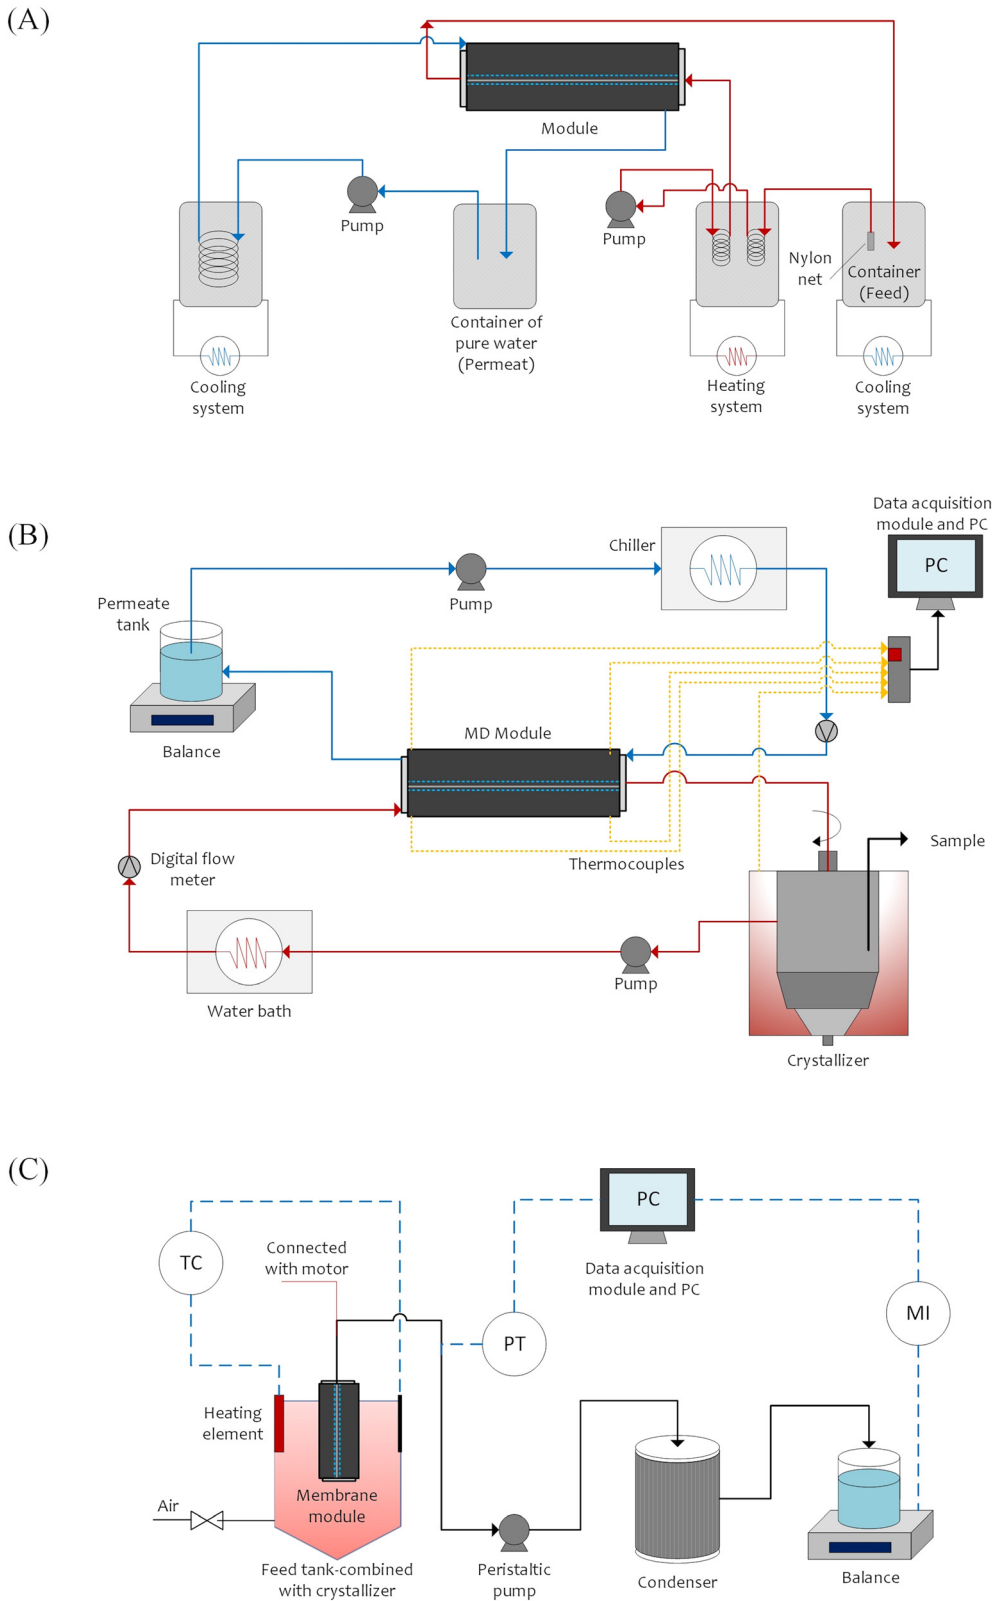 (A)
Module
Pump
Pump
Nylon
net
Container
(Feed)
Container of
pure water
(Permeat)
Cooling
system
Heating
system
Cooling
system
(B)
Data acquisition
module and PC
PC
Chiller
Pump
Permeate
tank
Balance
MD Module
Digital flow
meter
Thermocouples
Sample
Water bath
Pump
Crystallizer
(C)
PC
Data acquisition
module and PC
TC
Connected
with motor
PT
MI
Heating
element
Membrane
module
Air
Feed tank-combined
with crystallizer
Peristaltic
pump
Condenser
Balance